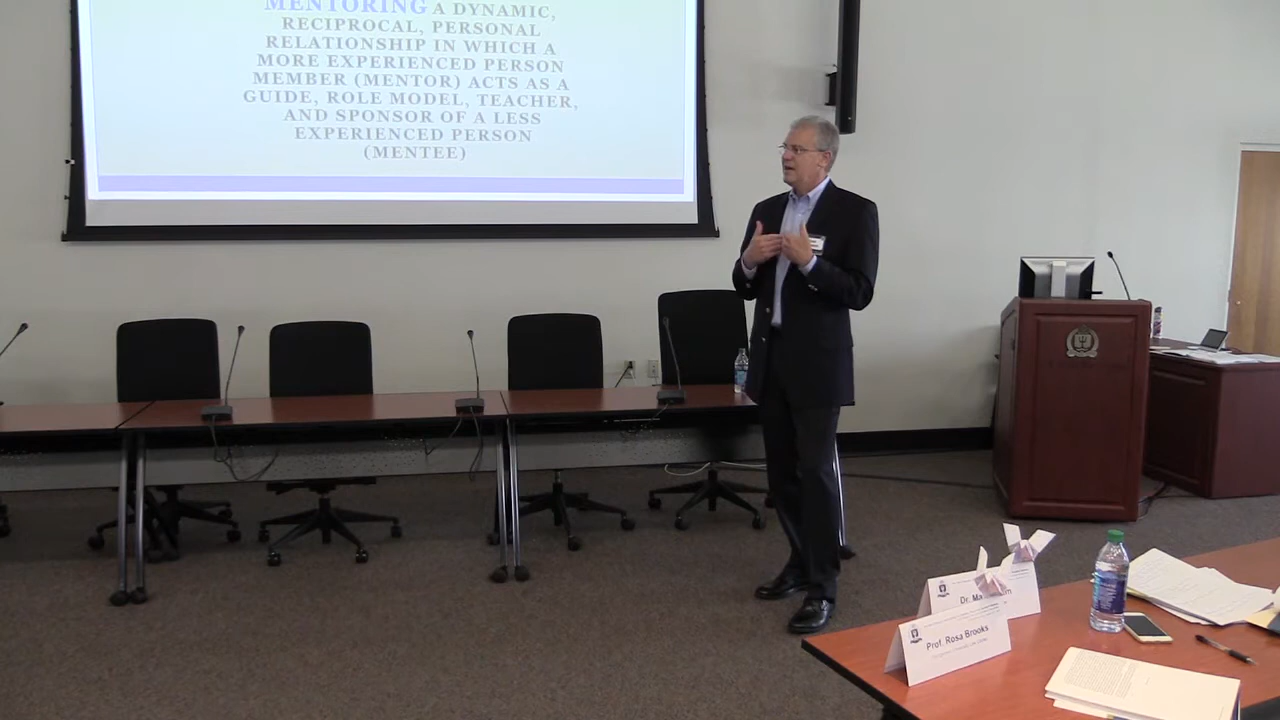 MENTORING A DYNAMIC,
RECIPROCAL, PERSONAL
RELATIONSHIP IN WHICH A
MORE EXPERIENCED PERSON
MEMBER (MENTOR) ACTS AS A
GUIDE, ROLE MODEL, TEACHER,
AND SPONSOR OF A LESS
EXPERIENCED PERSON
(MENTEE)
Dr.
Prof. Rosa Brooks